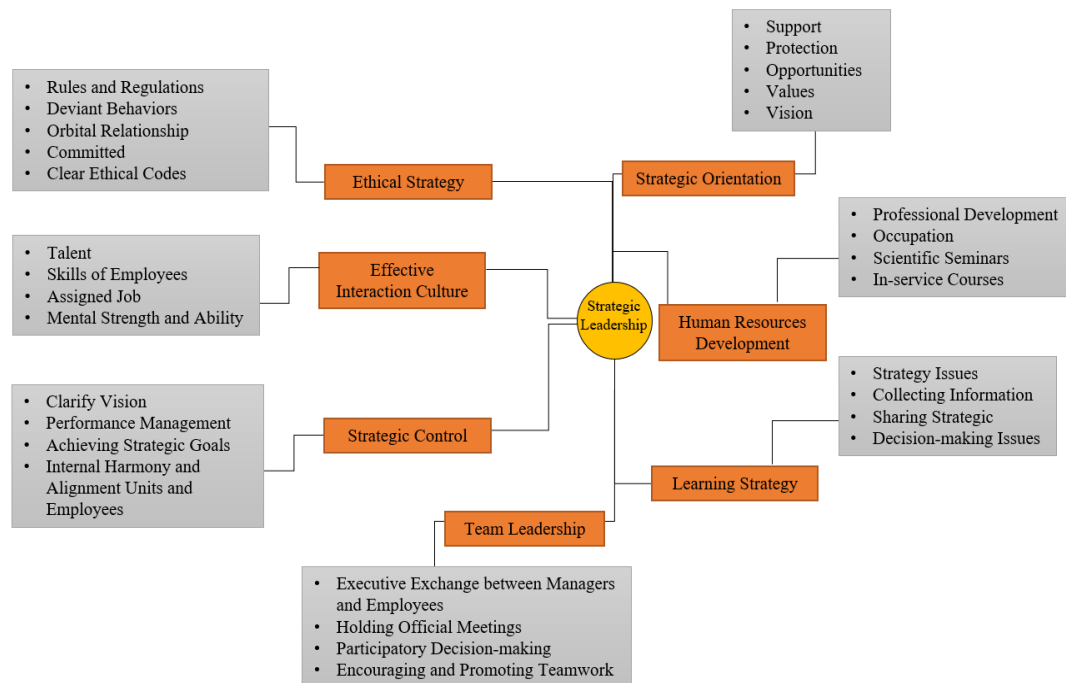 • Support
• Protection
• Opportunities
• Values
• Vision
• Rules and Regulations
• Deviant Behaviors
• Orbital Relationship
• Committed
• Clear Ethical Codes
Ethical Strategy
Strategic Orientation
• Professional Development
• Occupation
• Scientific Seminars
• In-service Courses
• Talent
• Skills of Employees
• Assigned Job
• Mental Strength and Ability
Effective
Interaction Culture
Strategic
Leadership
Human Resources
Development
• Strategy Issues
• Collecting Information
• Sharing Strategic
• Decision-making Issues
• Clarify Vision
• Performance Management
• Achieving Strategic Goals
• Internal Harmony and
Alignment Units and
Employees
Strategic Control
Learning Strategy
Team Leadership
• Executive Exchange between Managers
and Employees
• Holding Official Meetings
• Participatory Decision-making
• Encouraging and Promoting Teamwork